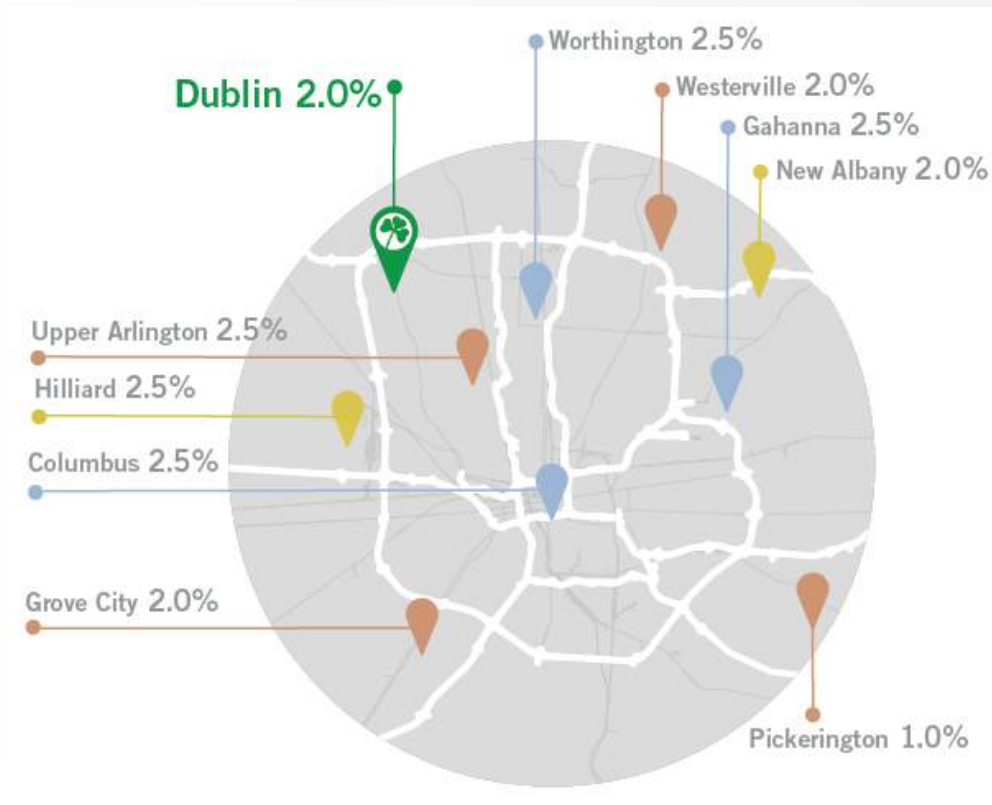 Worthington 2.5%
Dublin 2.0%
Westerville 2.0%
Gahanna 2.5%
New Albany 2.0%
Upper Arlington 2.5%
Hilliard 2.5%
Columbus 2.5%
Grove City 2.0%
Pickerington 1.0%